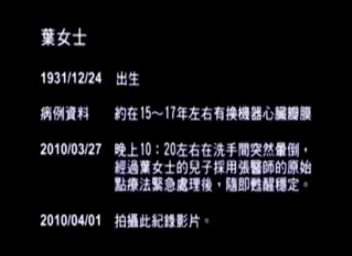 葉女士
1931/12/24 出生
病例資料 約在15～17年左右有換機器心臟瓣膜
2010/03/27 晚上10：20左右在洗手間突然暈倒，
經過葉女士的兒子採用張醫師的原始
點療法緊急處理後，隨即甦醒穩定。
2010/04/01 拍攝此紀錄影片。